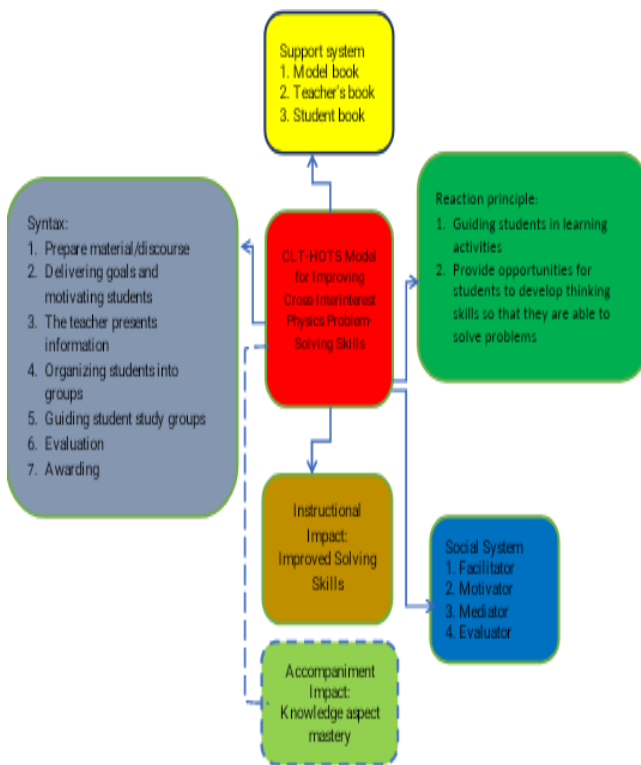 Support system
1. Model book
2. Teacher's book
3. Student book
Syntax:
1. Prepare material/discourse
2. Delivering goals and
motivating students
3. The teacher presents
information
4. Organizing students into
groups
5. Guiding student study groups
6. Evaluation
7. Awarding
CLT-HOTS Model
for Improving
Cross-Interinterest
Physics Problem-
Solving Skills
Reaction principle:
1. Guiding students in learning
activities
2. Provide opportunities for
students to develop thinking
skills so that they are able to
solve problems
Instructional
Impact:
Improved Solving
Skills
Social System
1. Facilitator
2. Motivator
3. Mediator
4. Evaluator
Accompaniment
Impact:
Knowledge aspect
mastery